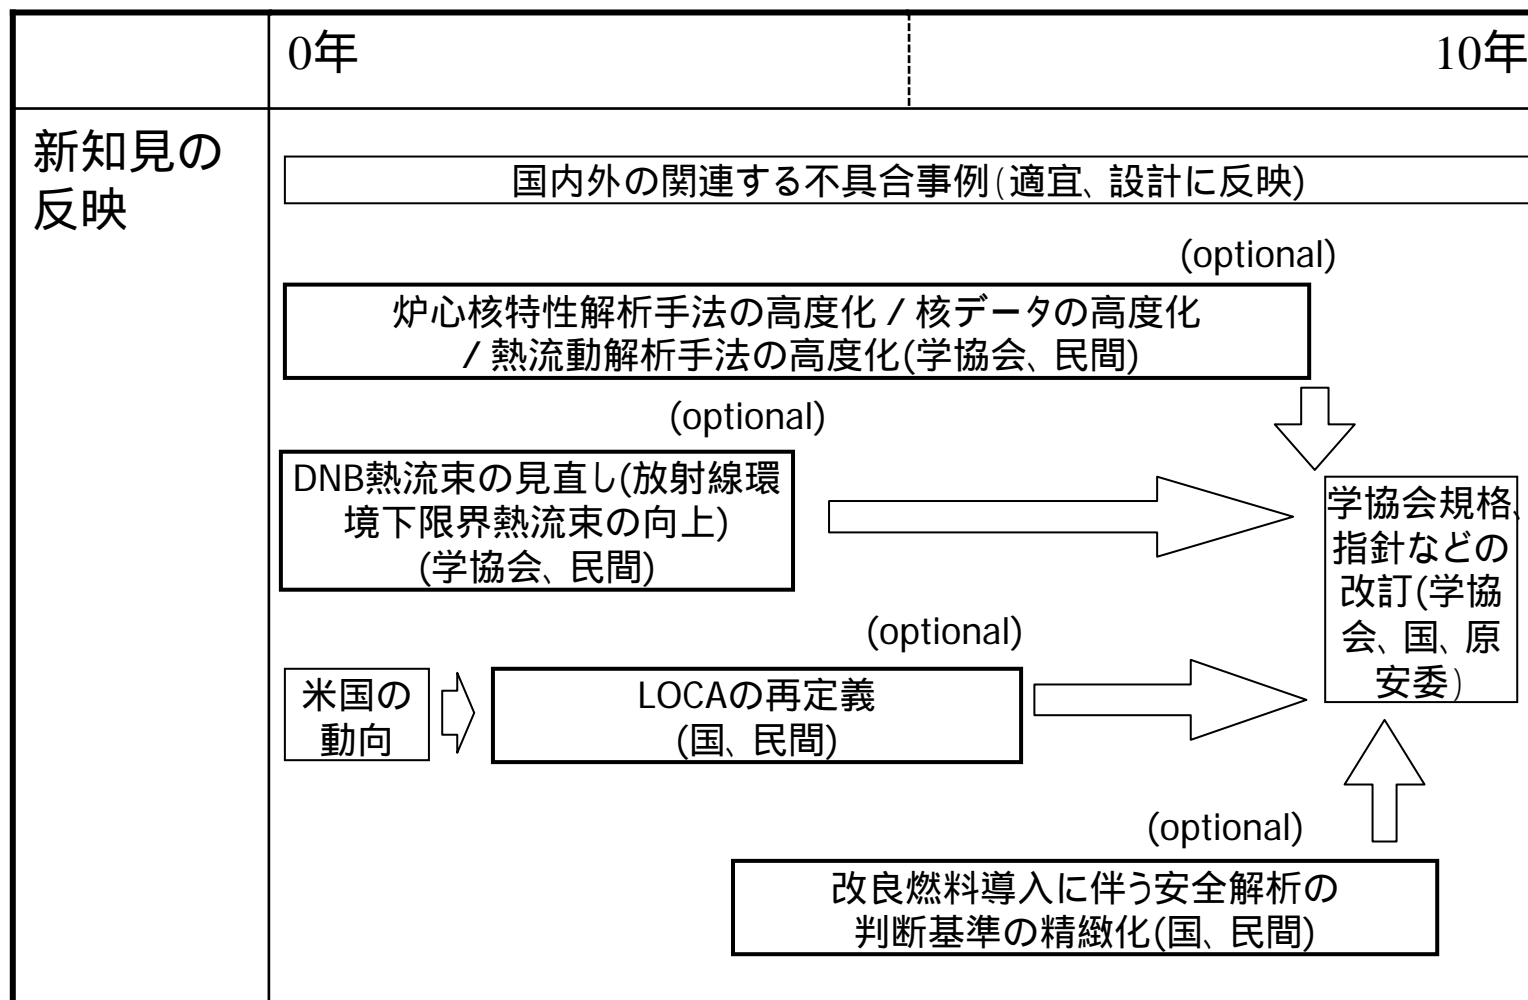 0年
10年
新知見の
反映
国内外の関連する不具合事例(適宜、設計に反映)
(optional)
炉心核特性解析手法の高度化 / 核データの高度化
/ 熱流動解析手法の高度化(学協会、民間)
(optional)
DNB熱流束の見直し(放射線環
境下限界熱流束の向上)
(学協会、民間)
学協会規格、
指針などの
改訂(学協
会、国、原
安委)
(optional)
米国の
動向
LOCAの再定義
(国、民間)
(optional)
改良燃料導入に伴う安全解析の
判断基準の精緻化(国、民間)